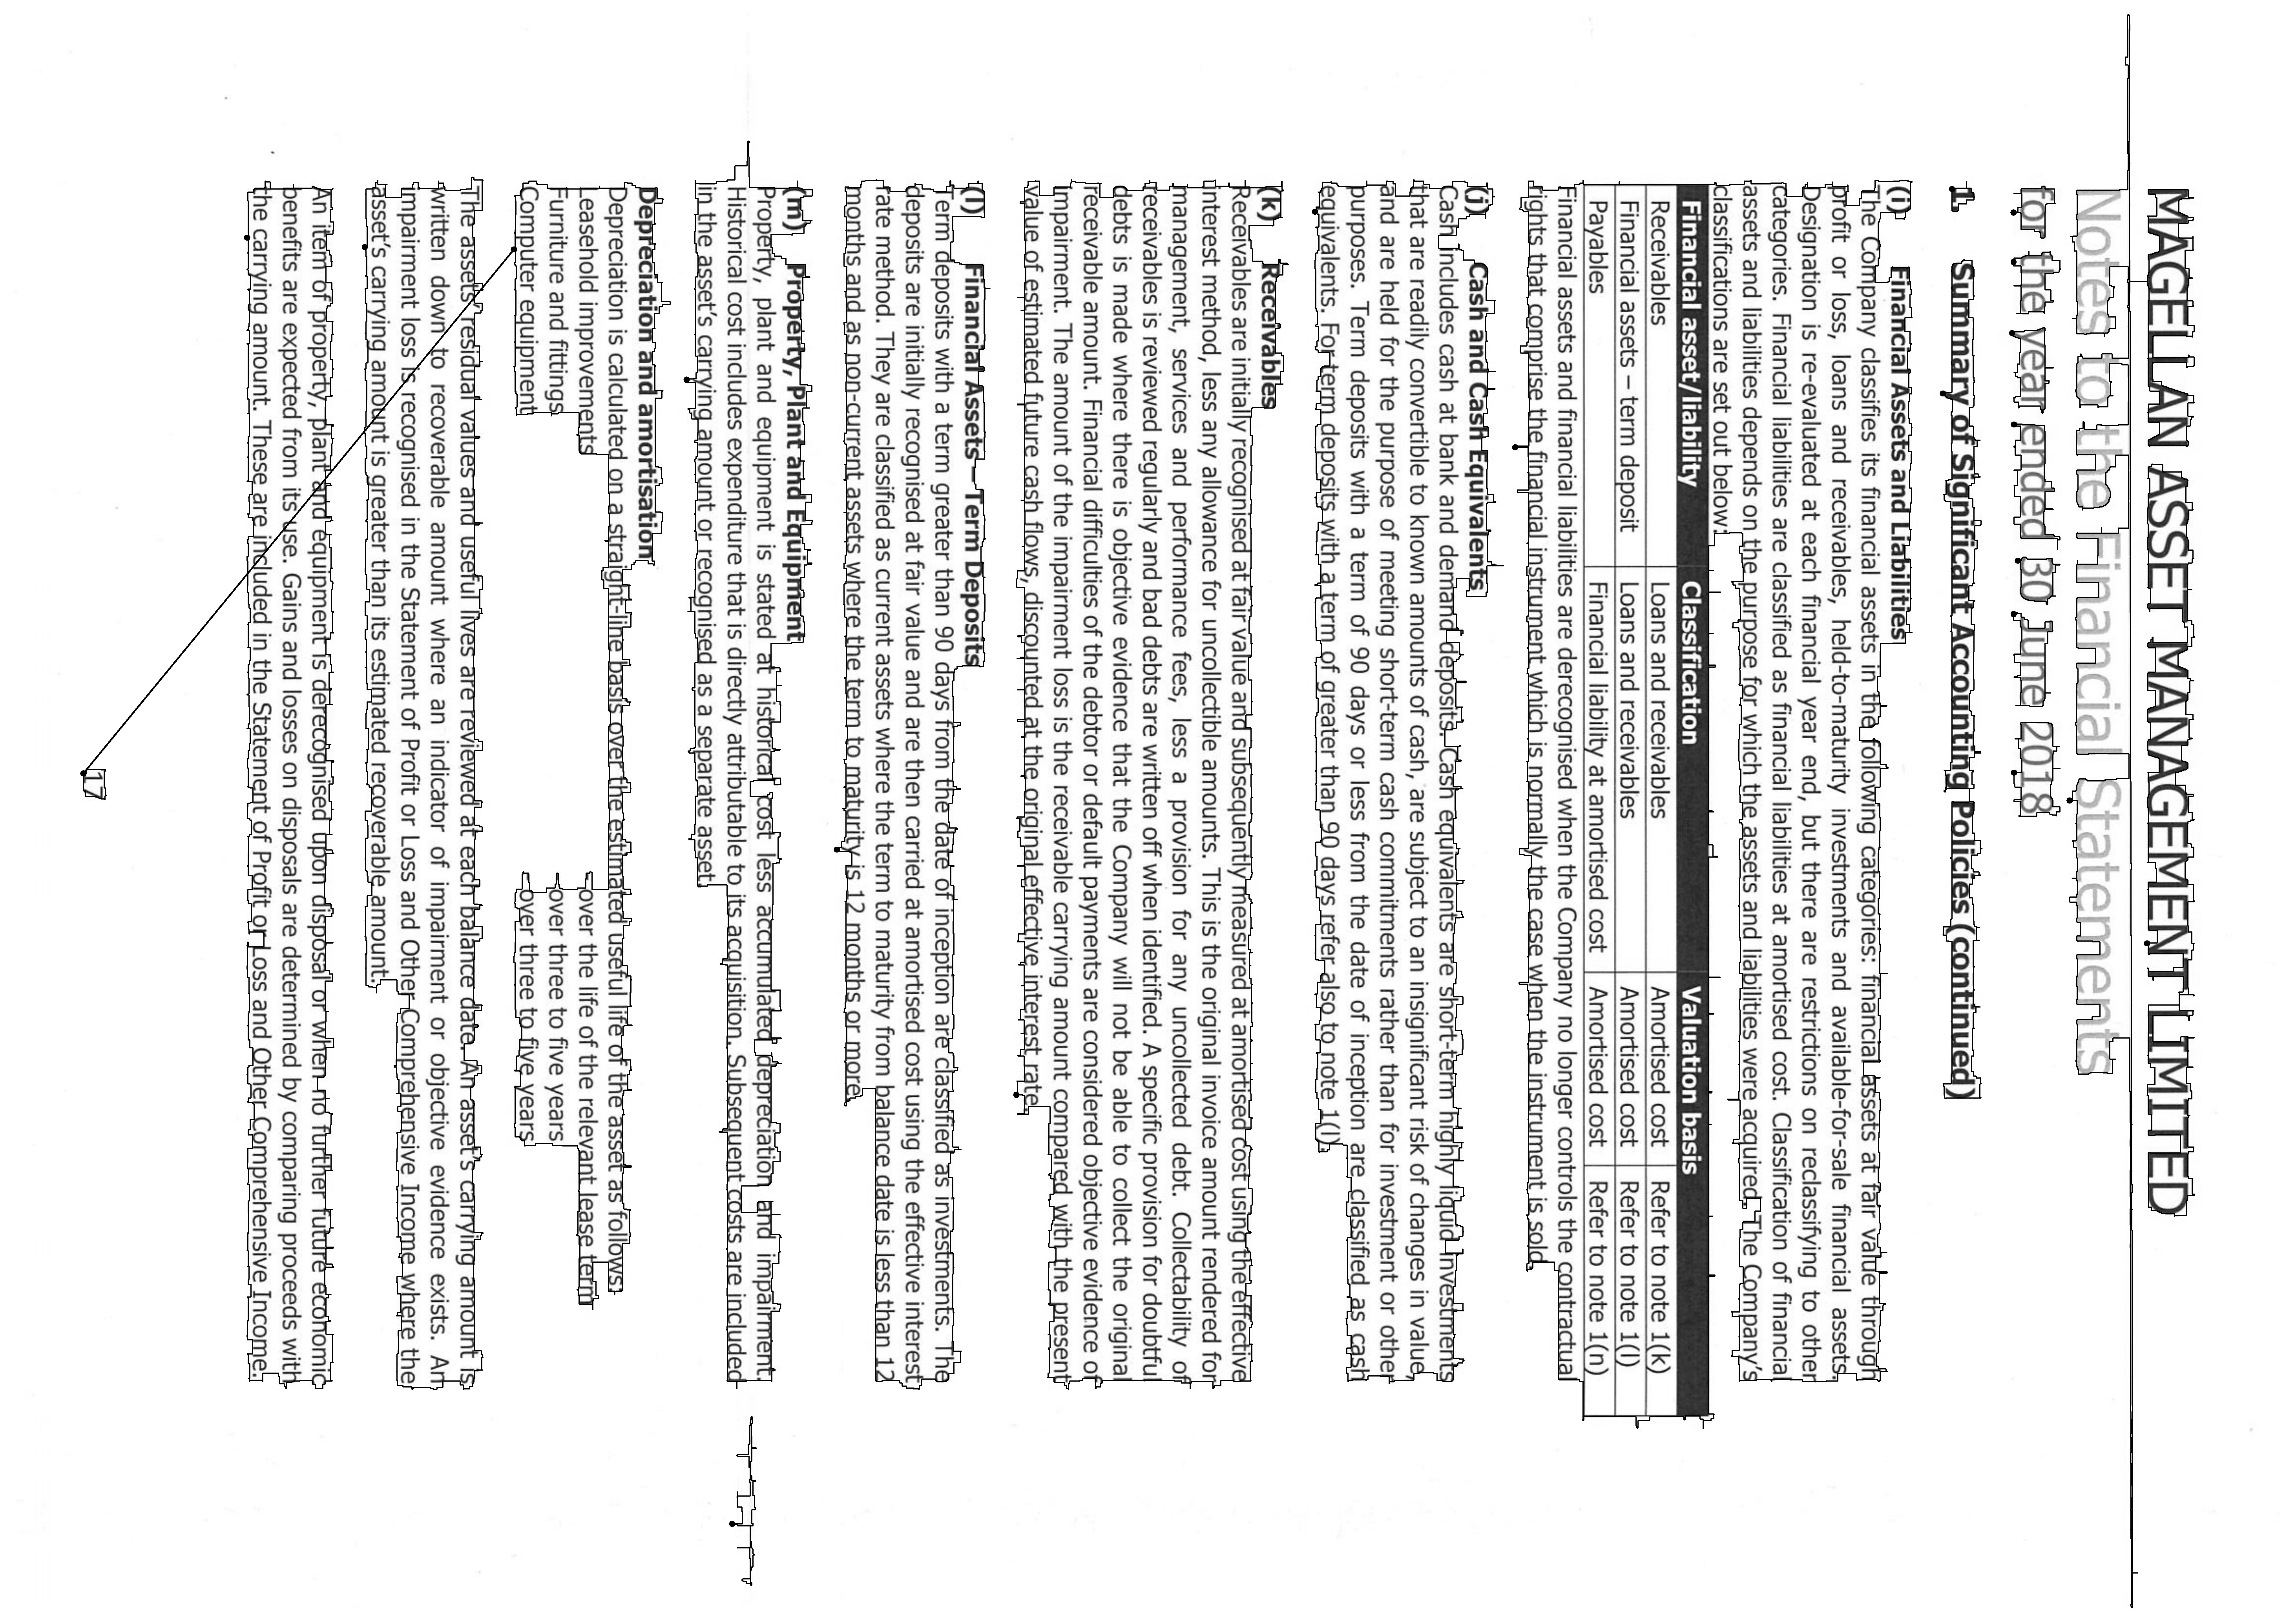 MAGELLAN ASSET MANAGEMENT LIMITED
Notes to the Financial Statements
for the year ended 30 June 2018
1. Summary of Significant Accounting Policies (continued)
(i) Financial Assets and Liabilities
The Company classifies its financial assets in the following categories: financial assets at fair value through
profit or loss, loans and receivables, held-to-maturity investments and available-for-sale financial assets.
Designation is re-evaluated at each financial year end, but there are restrictions on reclassifying to other
categories. Financial liabilities are classified as financial liabilities at amortised cost. Classification of financial
assets and liabilities depends on the purpose for which the assets and liabilities were acquired. The Company's
classifications are set out below:
Financial asset/liability Classification Valuation basis
Receivables Loans and receivables Amortised cost Refer to note 1(k)
Financial assets – term deposit Loans and receivables Amortised cost Refer to note 1(l)
Payables Financial liability at amortised cost Amortised cost Refer to note 1(n)
Financial assets and financial liabilities are derecognised when the Company no longer controls the contractual
rights that comprise the financial instrument which is normally the case when the instrument is sold.
(j) Cash and Cash Equivalents
Cash includes cash at bank and demand deposits. Cash equivalents are short-term highly liquid investments
that are readily convertible to known amounts of cash, are subject to an insignificant risk of changes in value,
and are held for the purpose of meeting short-term cash commitments rather than for investment or other
purposes. Term deposits with a term of 90 days or less from the date of inception are classified as cash
equivalents. For term deposits with a term of greater than 90 days refer also to note 1(l).
(k) Receivables
Receivables are initially recognised at fair value and subsequently measured at amortised cost using the effective
interest method, less any allowance for uncollectible amounts. This is the original invoice amount rendered for
management, services and performance fees, less a provision for any uncollected debt. Collectability of
receivables is reviewed regularly and bad debts are written off when identified. A specific provision for doubtful
debts is made where there is objective evidence that the Company will not be able to collect the original
receivable amount. Financial difficulties of the debtor or default payments are considered objective evidence of
impairment. The amount of the impairment loss is the receivable carrying amount compared with the present
value of estimated future cash flows, discounted at the original effective interest rate.
(l) Financial Assets – Term Deposits
Term deposits with a term greater than 90 days from the date of inception are classified as investments. The
deposits are initially recognised at fair value and are then carried at amortised cost using the effective interest
rate method. They are classified as current assets where the term to maturity from balance date is less than 12
months and as non-current assets where the term to maturity is 12 months or more.
(m) Property, Plant and Equipment
Property, plant and equipment is stated at historical cost less accumulated depreciation and impairment.
Historical cost includes expenditure that is directly attributable to its acquisition. Subsequent costs are included
in the asset's carrying amount or recognised as a separate asset.
Depreciation and amortisation
Depreciation is calculated on a straight-line basis over the estimated useful life of the asset as follows:
Leasehold improvements - over the life of the relevant lease term
Furniture and fittings - over three to five years
Computer equipment - over three to five years
The assets' residual values and useful lives are reviewed at each balance date. An asset's carrying amount is
written down to recoverable amount where an indicator of impairment or objective evidence exists. An
impairment loss is recognised in the Statement of Profit or Loss and Other Comprehensive Income where the
asset's carrying amount is greater than its estimated recoverable amount.
An item of property, plant and equipment is derecognised upon disposal or when no further future economic
benefits are expected from its use. Gains and losses on disposals are determined by comparing proceeds with
the carrying amount. These are included in the Statement of Profit or Loss and Other Comprehensive Income.
17